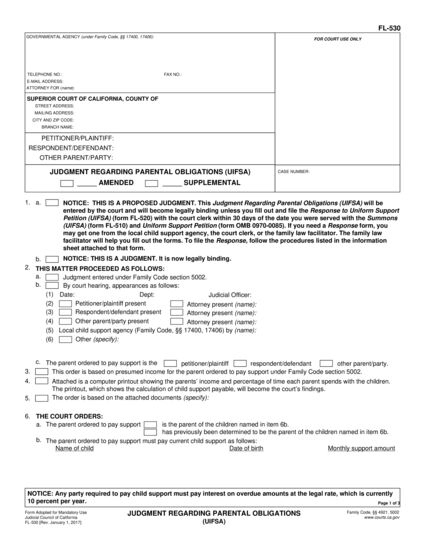 FL-530
GOVERNMENTAL AGENCY (under Family Code, §§ 17400, 17406):
FOR COURT USE ONLY
TELEPHONE NO.: FAX NO.:
E-MAIL ADDRESS:
ATTORNEY FOR (name):
SUPERIOR COURT OF CALIFORNIA, COUNTY OF
STREET ADDRESS:
MAILING ADDRESS:
CITY AND ZIP CODE:
BRANCH NAME:
PETITIONER/PLAINTIFF:
RESPONDENT/DEFENDANT:
OTHER PARENT/PARTY:
JUDGMENT REGARDING PARENTAL OBLIGATIONS (UIFSA)
CASE NUMBER:
_____ AMENDED _____ SUPPLEMENTAL
1. a. NOTICE: THIS IS A PROPOSED JUDGMENT. This Judgment Regarding Parental Obligations (UIFSA) will be
entered by the court and will become legally binding unless you fill out and file the Response to Uniform Support
Petition (UIFSA) (form FL-520) with the court clerk within 30 days of the date you were served with the Summons
(UIFSA) (form FL-510) and Uniform Support Petition (form OMB 0970-0085). If you need a Response form, you
may get one from the local child support agency, the court clerk, or the family law facilitator. The family law
facilitator will help you fill out the forms. To file the Response, follow the procedures listed in the information
sheet attached to that form.
b. NOTICE: THIS IS A JUDGMENT. It is now legally binding.
2. THIS MATTER PROCEEDED AS FOLLOWS:
a. Judgment entered under Family Code section 5002.
b. By court hearing, appearances as follows:
(1) Date: Dept: Judicial Officer:
(2) Petitioner/plaintiff present Attorney present (name):
(3) Respondent/defendant present Attorney present (name):
(4) Other parent/party present Attorney present (name):
(5) Local child support agency (Family Code, §§ 17400, 17406) by (name):
(6) Other (specify):
c. The parent ordered to pay support is the petitioner/plaintiff respondent/defendant other parent/party.
3. This order is based on presumed income for the parent ordered to pay support under Family Code section 5002.
4. Attached is a computer printout showing the parents' income and percentage of time each parent spends with the children.
The printout, which shows the calculation of child support payable, will become the court's findings.
5. The order is based on the attached documents (specify):
6. THE COURT ORDERS:
a. The parent ordered to pay support is the parent of the children named in item 6b.
has previously been determined to be the parent of the children named in item 6b.
b. The parent ordered to pay support must pay current child support as follows:
Name of child Date of birth Monthly support amount
NOTICE: Any party required to pay child support must pay interest on overdue amounts at the legal rate, which is currently
10 percent per year.
Page 1 of 3
Form Adopted for Mandatory Use
Judicial Council of California
FL-530 [Rev. January 1, 2017]
JUDGMENT REGARDING PARENTAL OBLIGATIONS
(UIFSA)
Family Code, §§ 4921, 5002
www.courts.ca.gov